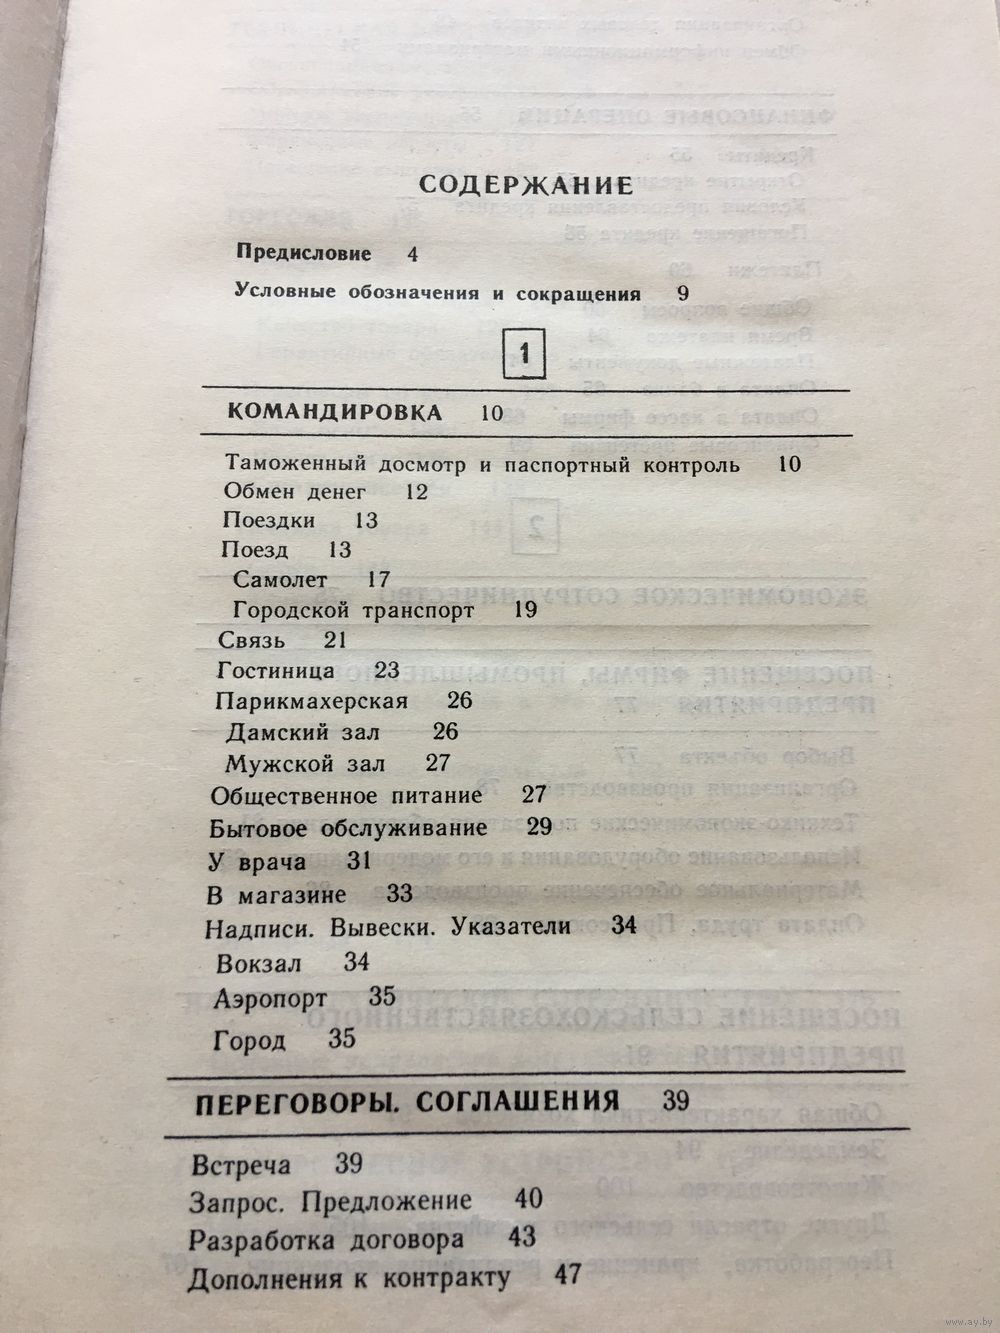 СОДЕРЖАНИЕ
Предисловие 4
Условные обозначения и сокращения 9
1
КОМАНДИРОВКА 10
Таможенный досмотр и паспортный контроль 10
Обмен денег 12
Поездки 13
Поезд 13
Самолет 17
Городской транспорт 19
Связь 21
Гостиница 23
Парикмахерская 26
Дамский зал 26
Мужской зал 27
Общественное питание 27
Бытовое обслуживание 29
У врача 31
В магазине 33
Надписи. Вывески. Указатели 34
Вокзал 34
Аэропорт 35
Город 35
ПЕРЕГОВОРЫ. СОГЛАШЕНИЯ 39
Встреча 39
Запрос. Предложение 40
Разработка договора 43
Дополнения к контракту 47
www.ay.by